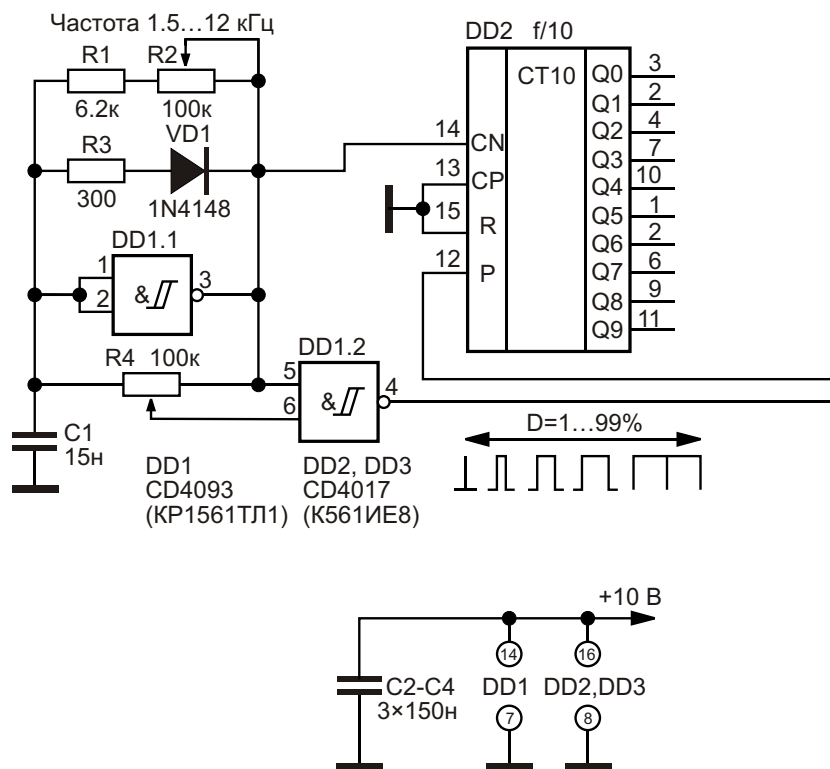 Частота 1.5...12 кГц
R1
R2
6.2к
100к
R3
VD1
300
1N4148
DD1.1
1
2
&
3
R4 100к
DD1.2
5
6
&
4
C1
15н
DD1
CD4093
(КР1561ТЛ1)
DD2, DD3
CD4017
(К561ИЕ8)
DD2 f/10
CT10
14 CN
13 CP
15 R
12 P
Q0 3
Q1 2
Q2 4
Q3 7
Q4 10
Q5 1
Q6 2
Q7 6
Q8 9
Q9 11
D=1...99%
+10 В
14
16
C2-C4
3×150н
DD1
DD2,DD3
7
8